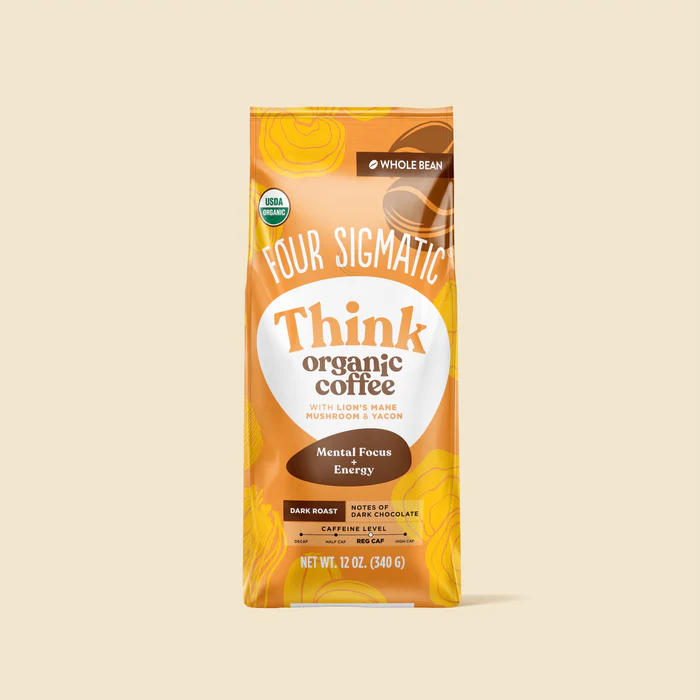 WHOLE BEAN
USDA
ORGANIC
FOUR SIGMATIC®
Think
organic
coffee
WITH LION'S MANE
MUSHROOM & YACON
Mental Focus
+
Energy
DARK ROAST
NOTES OF
DARK CHOCOLATE
CAFFEINE LEVEL
DECAF HALF CAF REG CAF HIGH CAF
NET WT. 12 OZ. (340 G)